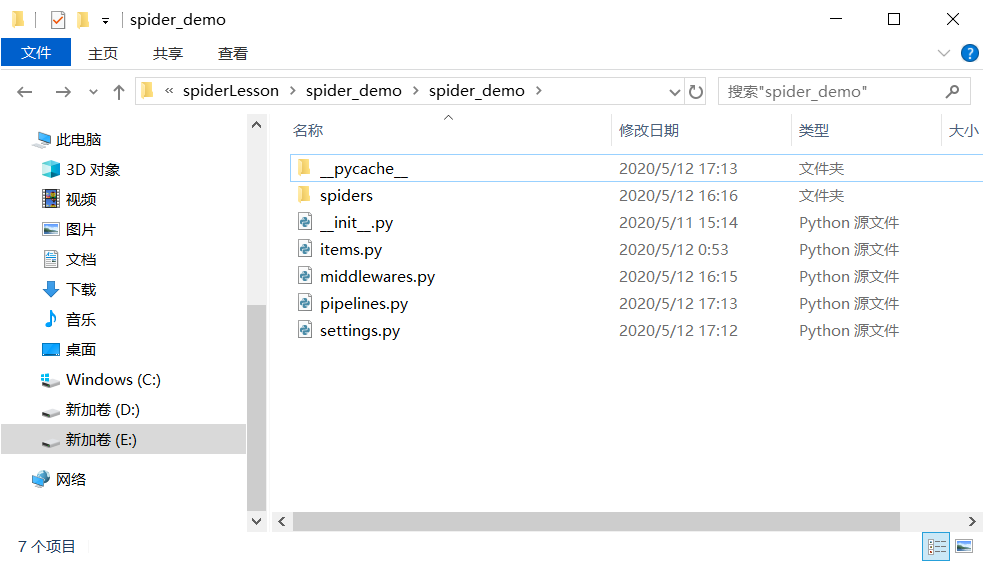 spider_demo
文件 主页 共享 查看
« spiderLesson > spider_demo > spider_demo > 搜索"spider_demo"
名称 修改日期 类型 大小
此电脑
3D 对象
视频
图片
文档
下载
音乐
桌面
Windows (C:)
新加卷 (D:)
新加卷 (E:)
网络
__pycache__ 2020/5/12 17:13 文件夹
spiders 2020/5/12 16:16 文件夹
__init__.py 2020/5/11 15:14 Python 源文件
items.py 2020/5/12 0:53 Python 源文件
middlewares.py 2020/5/12 16:15 Python 源文件
pipelines.py 2020/5/12 17:13 Python 源文件
settings.py 2020/5/12 17:12 Python 源文件
7 个项目